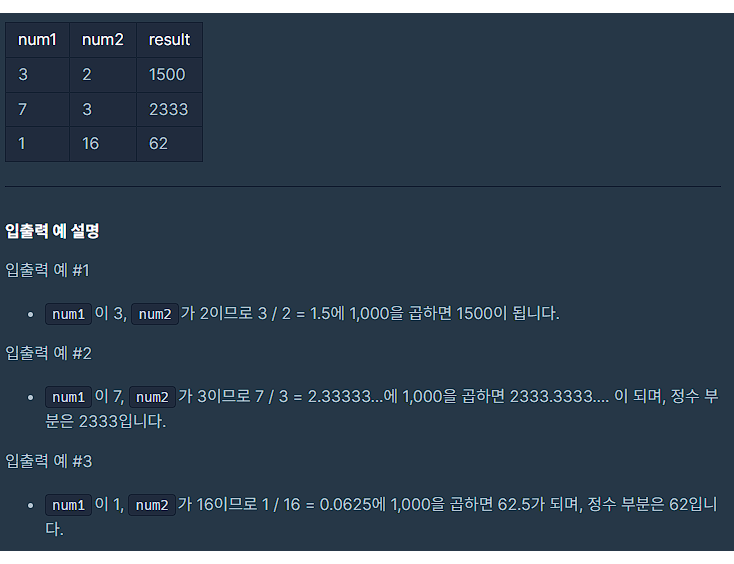 num1 num2 result
3 2 1500
7 3 2333
1 16 62
입출력 예 설명
입출력 예 #1
• num1 이 3, num2 가 2이므로 3 / 2 = 1.5에 1,000을 곱하면 1500이 됩니다.
입출력 예 #2
• num1 이 7, num2 가 3이므로 7 / 3 = 2.33333...에 1,000을 곱하면 2333.3333.... 이 되며, 정수 부
분은 2333입니다.
입출력 예 #3
• num1 이 1, num2 가 16이므로 1 / 16 = 0.0625에 1,000을 곱하면 62.5가 되며, 정수 부분은 62입니
다.